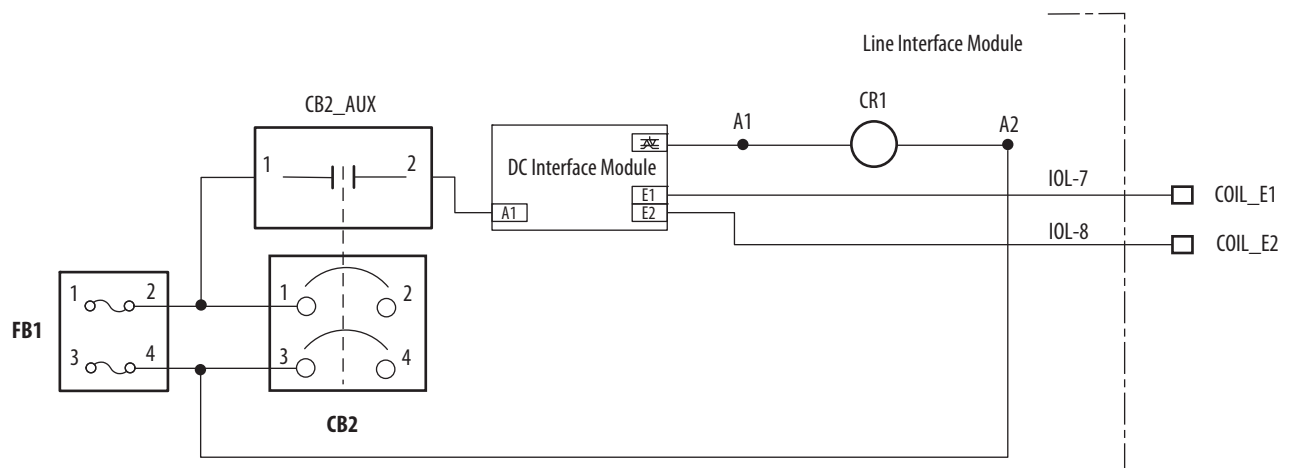 Line Interface Module
CB2_AUX
CR1
A1
A2
1
2
DC Interface Module
E1
E2
A1
IOL-7
COIL_E1
IOL-8
COIL_E2
FB1
1
2
3
4
1
2
3
4
CB2